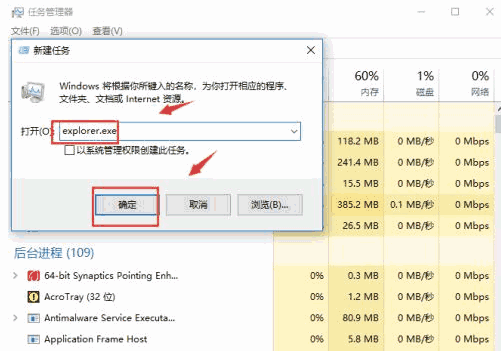 任务管理器
文件(F) 选项(O) 查看(V)
新建任务
Windows 将根据你所键入的名称，为你打开相应的程序、
文件夹、文档或 Internet 资源。
打开(O): explorer.exe
以系统管理权限创建此任务。
确定 取消 浏览(B)...
60% 1% 0%
内存 磁盘 网络
118.2 MB 0 MB/秒 0 Mbps
241.4 MB 0 MB/秒 0 Mbps
15.5 MB 0 MB/秒 0 Mbps
385.2 MB 0.1 MB/秒 0 Mbps
26.5 MB 0 MB/秒 0 Mbps
后台进程 (109)
64-bit Synaptics Pointing Enh... 0% 0.3 MB 0 MB/秒 0 Mbps
AcroTray (32 位) 0% 1.2 MB 0 MB/秒 0 Mbps
Antimalware Service Executa... 0% 80.9 MB 0 MB/秒 0 Mbps
Application Frame Host 0% 5.8 MB 0 MB/秒 0 Mbps